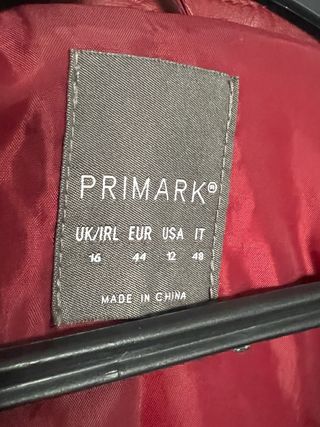 PRIMARK®
UK/IRL EUR USA IT
16 44 12 48
MADE IN CHINA